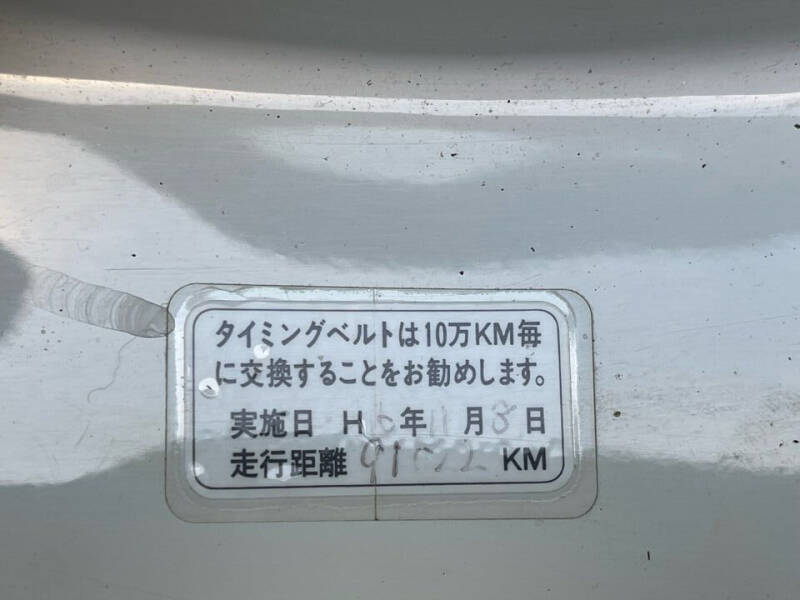 タイミングベルトは10万KM毎
に交換することをお勧めします。
実施日 H 年 11月 8日
走行距離 KM